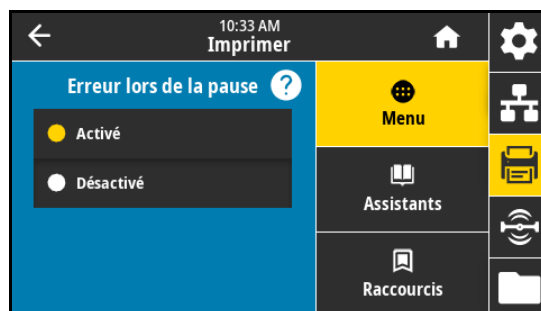 10:33 AM
Imprimer
Erreur lors de la pause ?
Activé
Désactivé
Menu
Assistants
Raccourcis